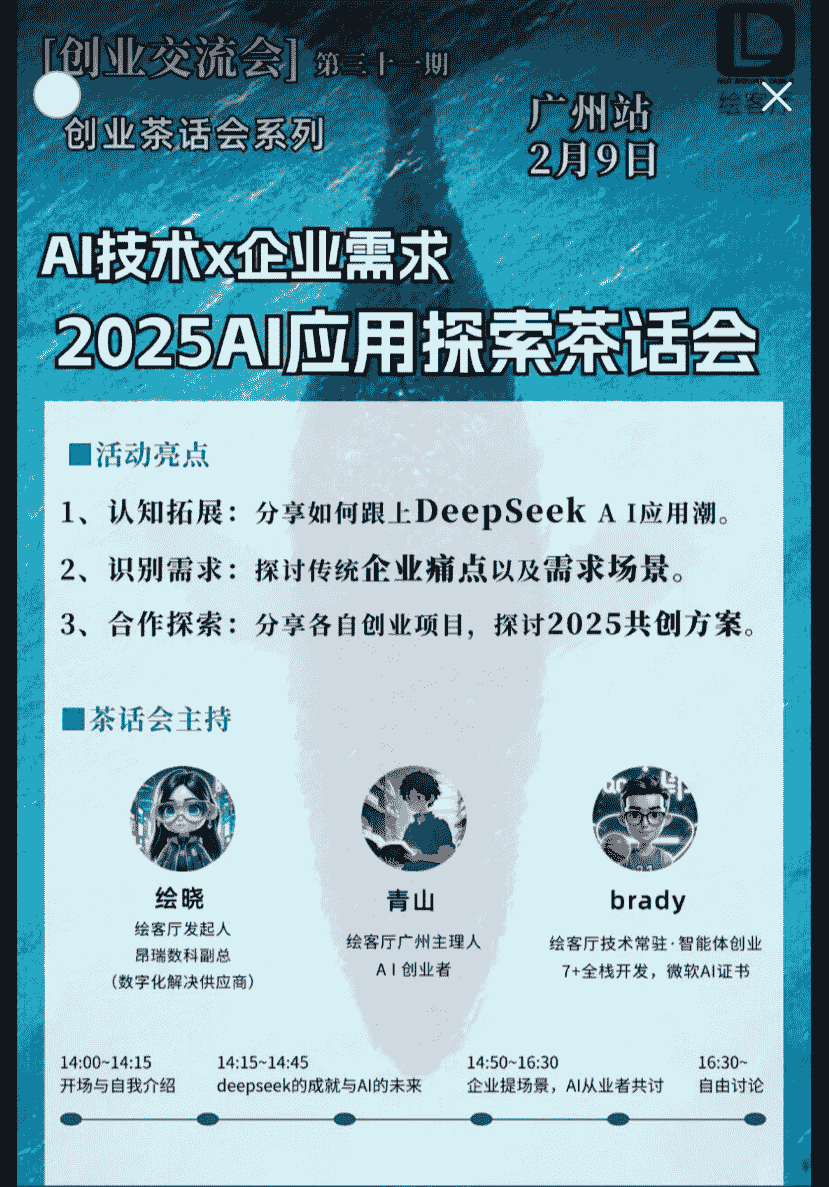 [创业交流会] 第三十一期
创业茶话会系列
广州站
2月9日
AI技术x企业需求
2025AI应用探索茶话会
■活动亮点
1、认知拓展：分享如何跟上DeepSeek A I应用潮。
2、识别需求：探讨传统企业痛点以及需求场景。
3、合作探索：分享各自创业项目，探讨2025共创方案。
■茶话会主持
绘晓
绘客厅发起人
昂瑞数科副总
（数字化解决供应商）
青山
绘客厅广州主理人
A I 创业者
brady
绘客厅技术常驻·智能体创业
7+全栈开发，微软AI证书
14:00~14:15
开场与自我介绍
14:15~14:45
deepseek的成就与AI的未来
14:50~16:30
企业提场景，AI从业者共讨
16:30~
自由讨论